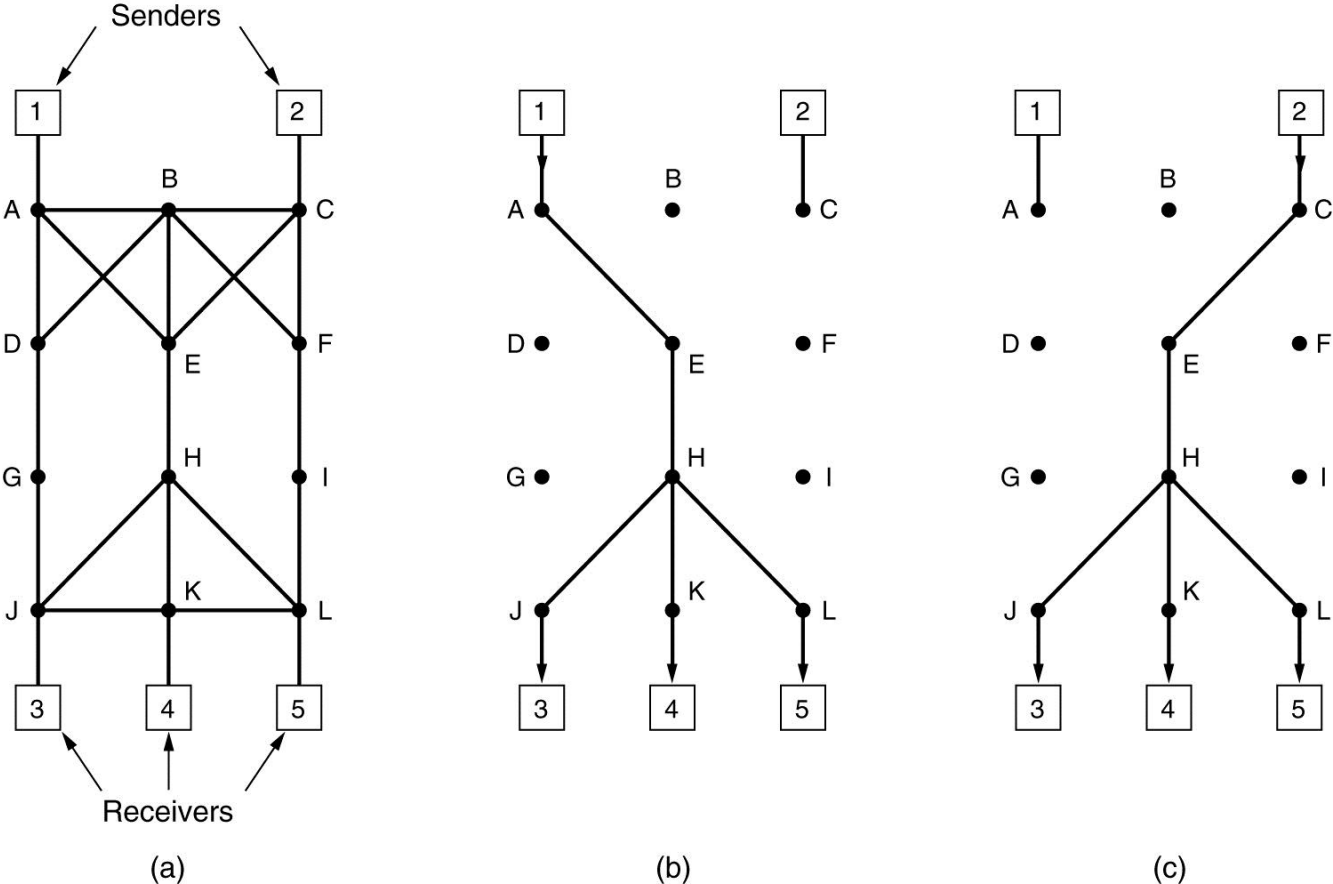 Senders
1 2 1 2 1 2
B B B
A C A C A C
D E F D E F D E F
G H I G H I G H I
J K L J K L J K L
3 4 5 3 4 5 3 4 5
Receivers
(a) (b) (c)